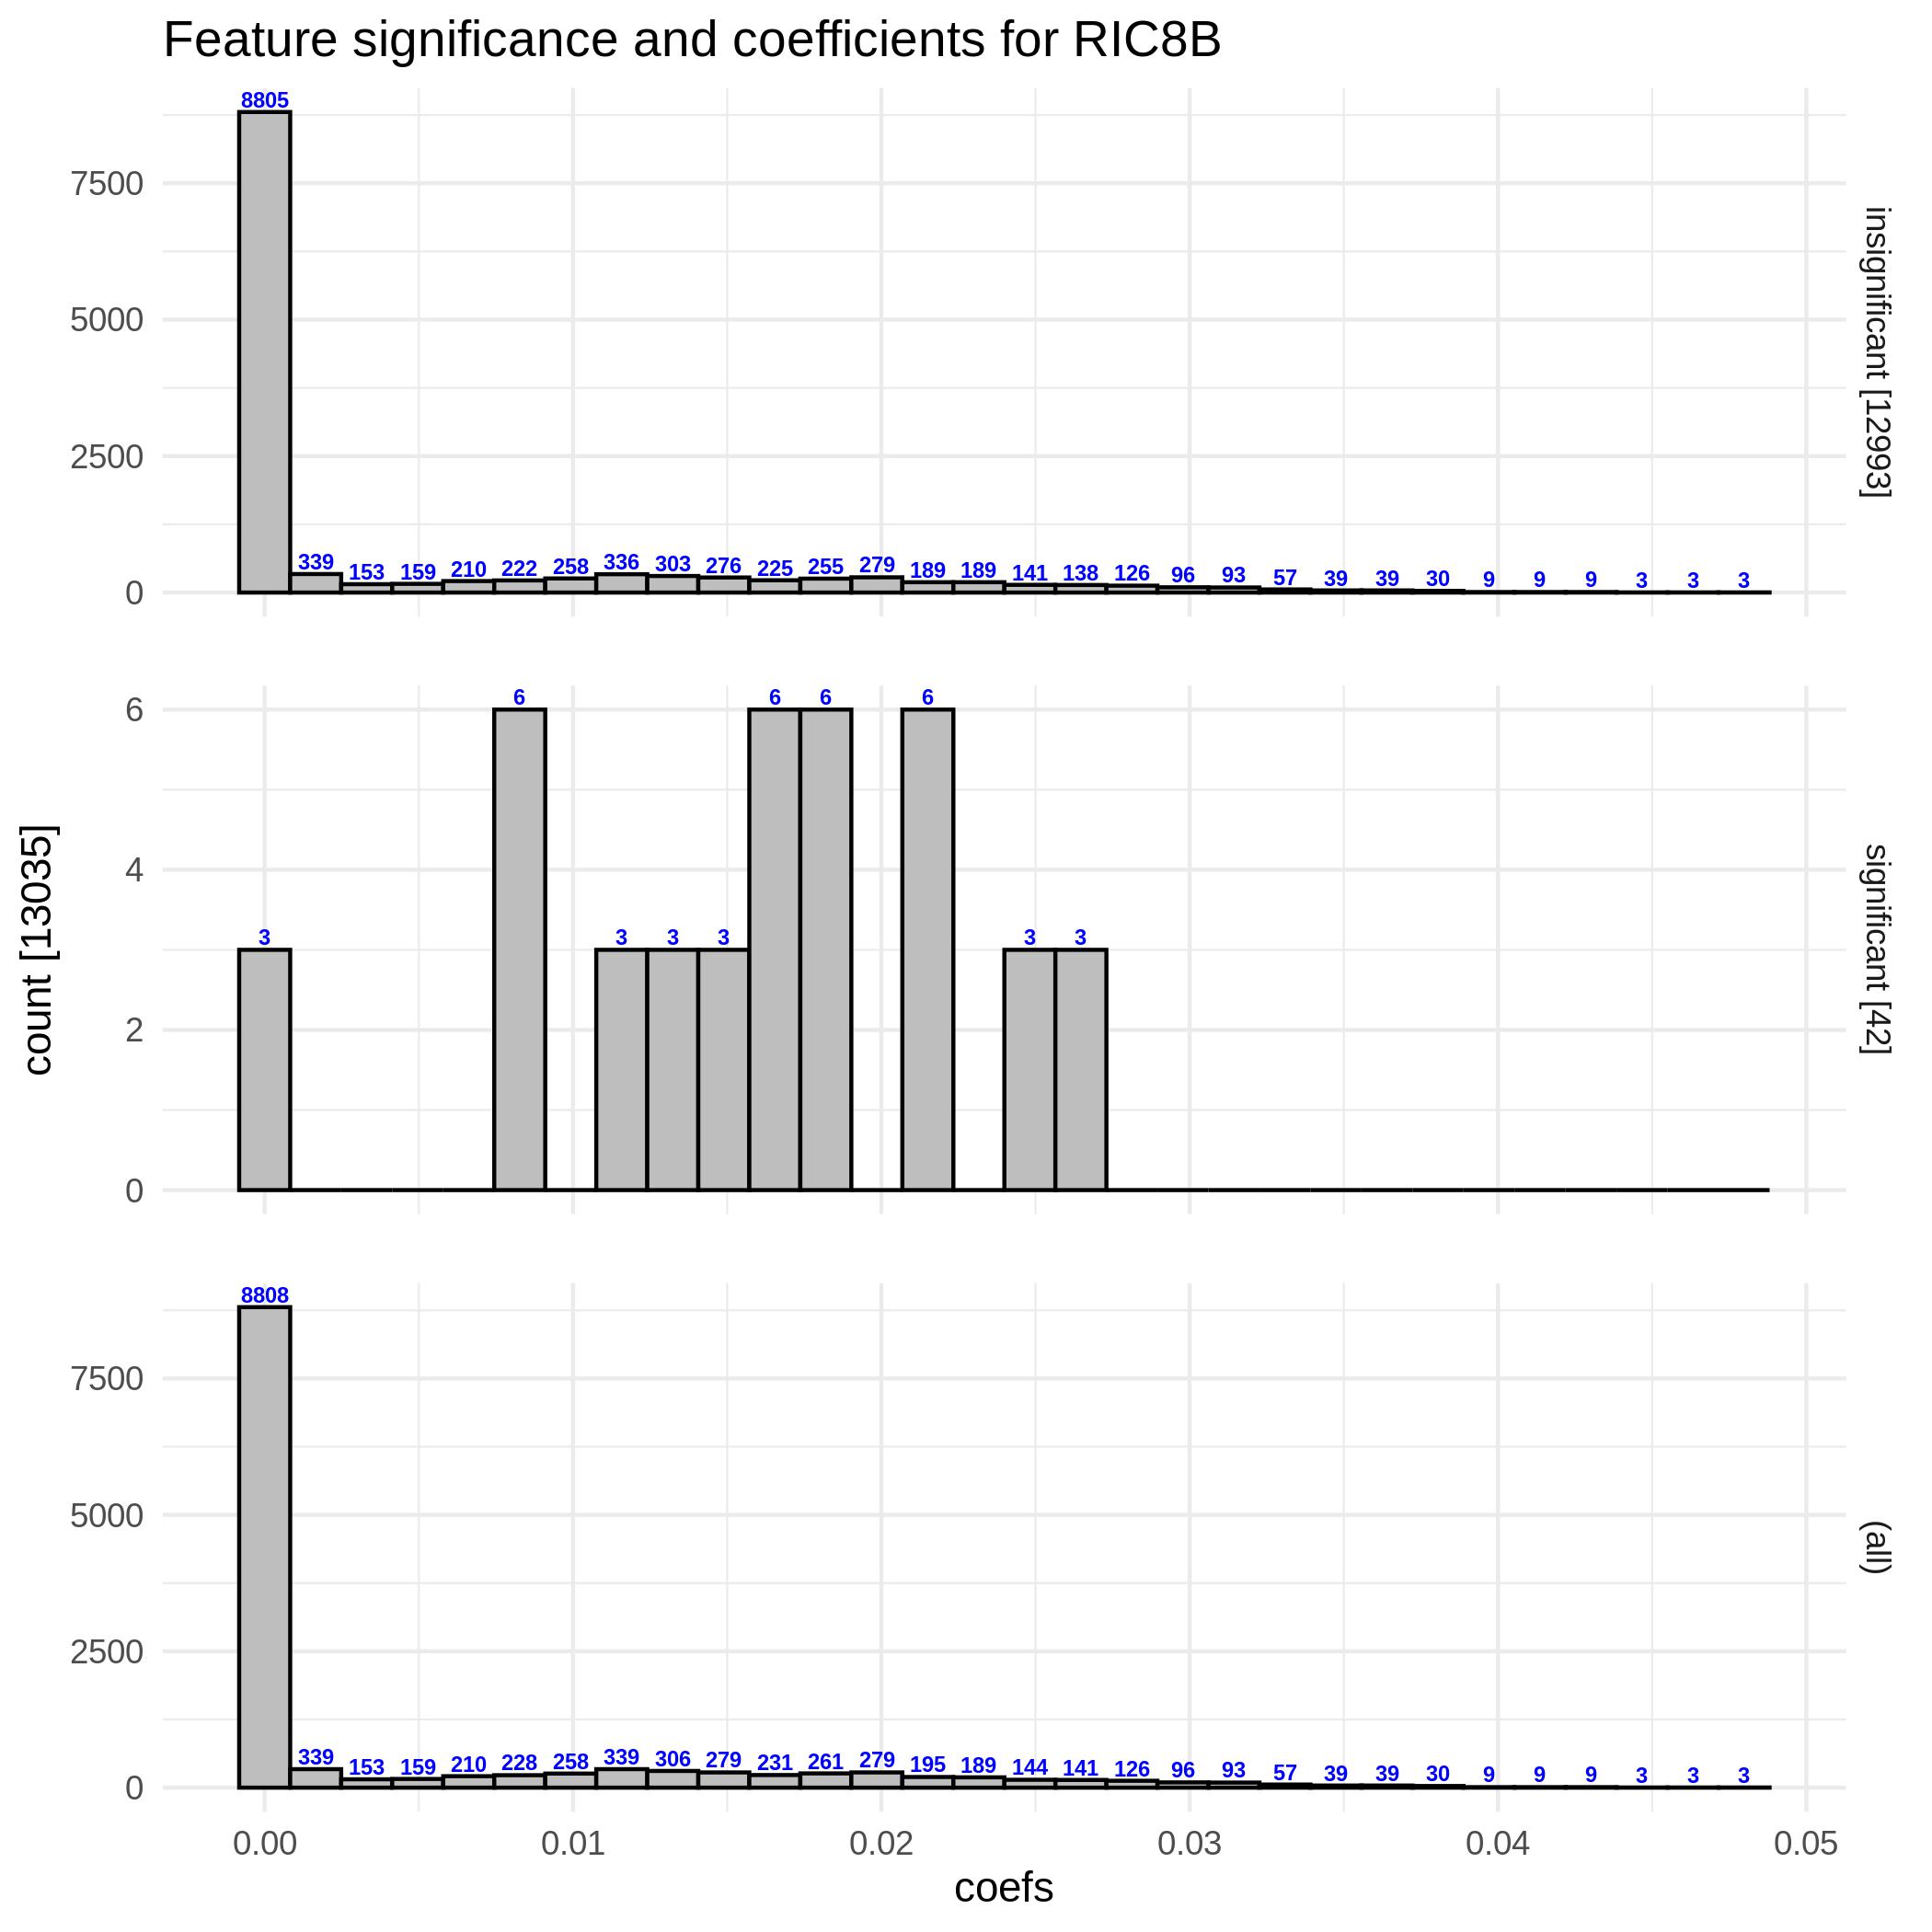 Feature significance and coefficients for RIC8B
8805
7500
5000
2500
0
339 153 159 210 222 258 336 303 276 225 255 279 189 189 141 138 126 96 93 57 39 39 30 9 9 9 3 3 3
insignificant [12993]
count [13035]
6
4
2
0
3 6 3 3 3 6 6 6 3 3
significant [42]
8808
7500
5000
2500
0
339 153 159 210 228 258 339 306 279 231 261 279 195 189 144 141 126 96 93 57 39 39 30 9 9 9 3 3 3
(all)
0.00 0.01 0.02 0.03 0.04 0.05
coefs